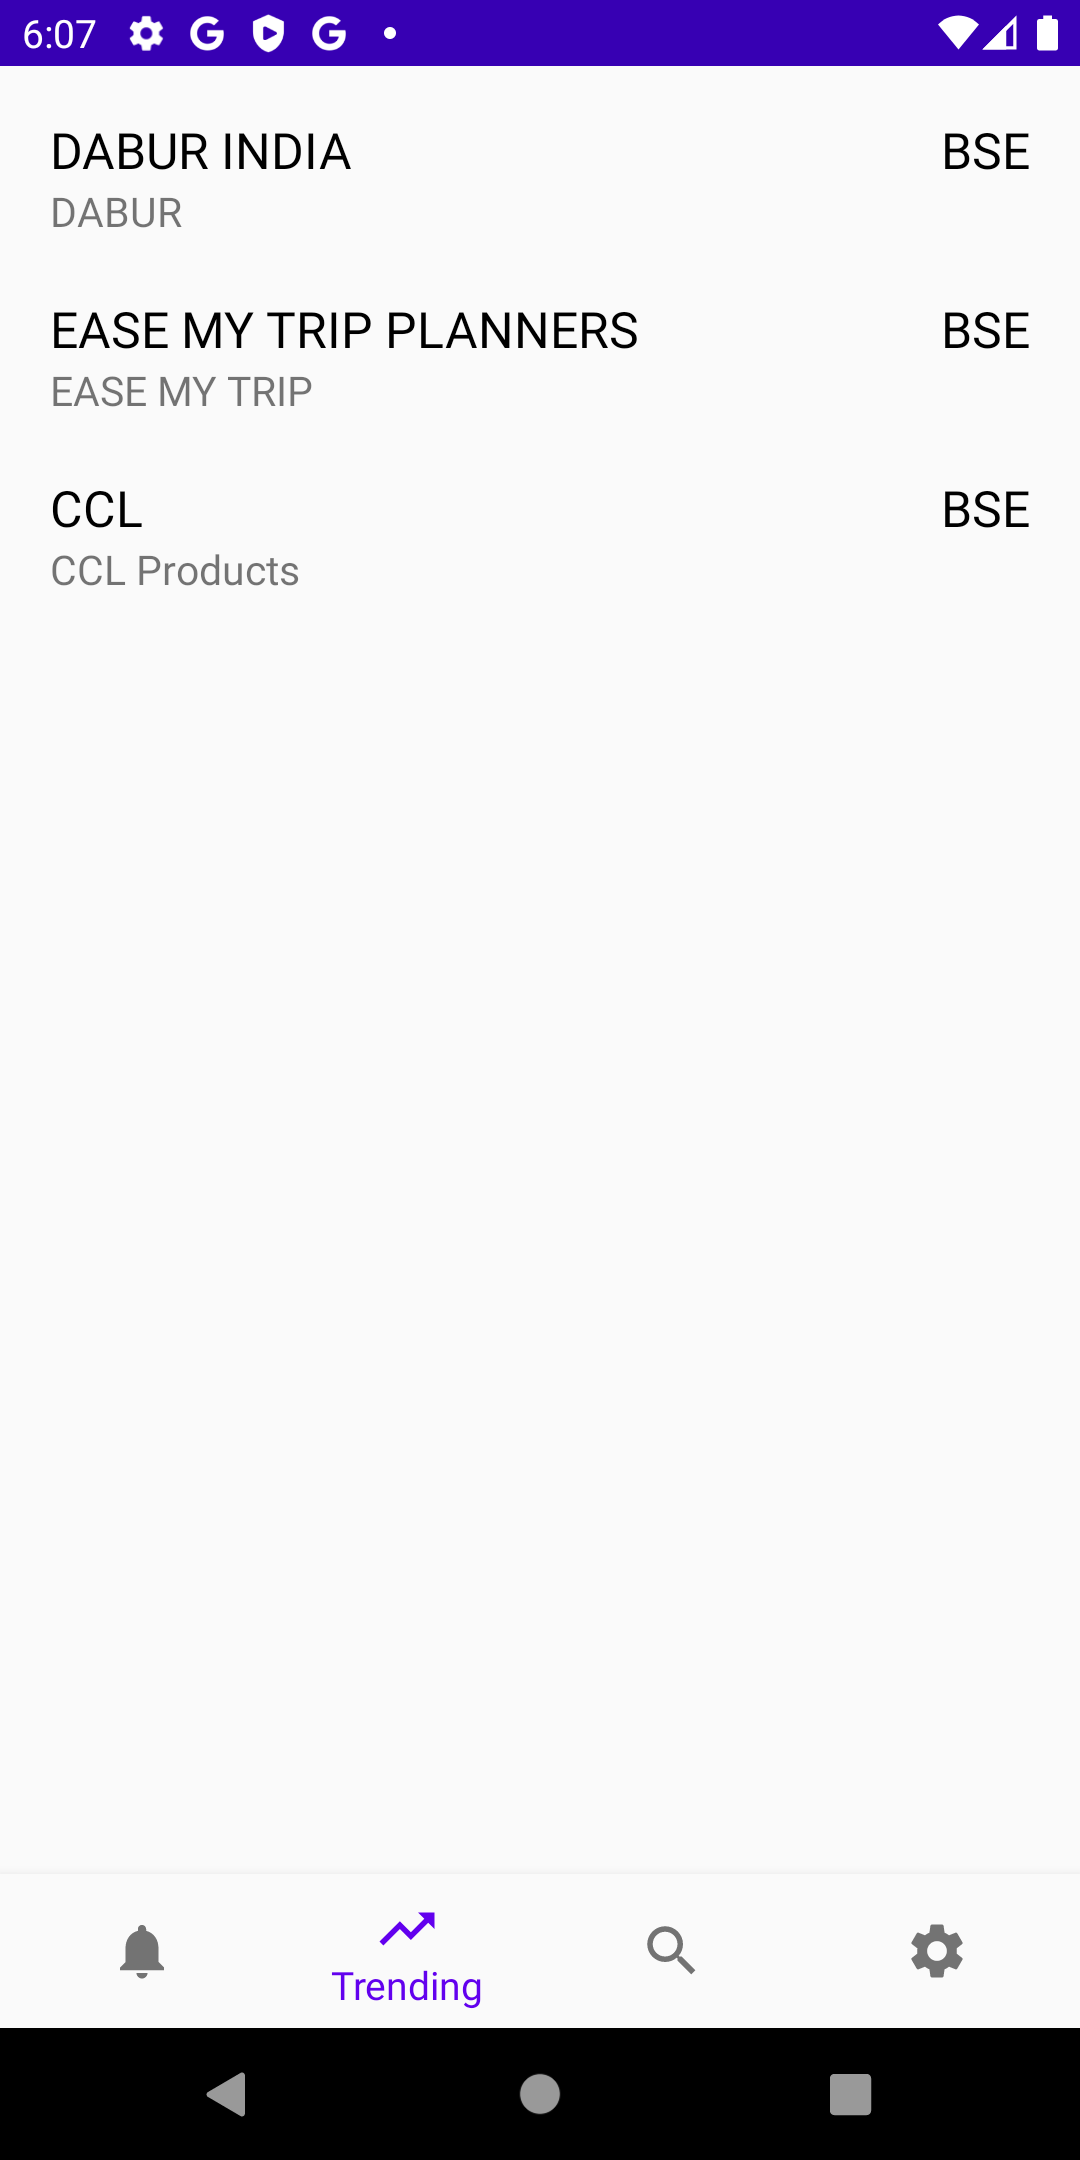 6:07
DABUR INDIA BSE
DABUR
EASE MY TRIP PLANNERS BSE
EASE MY TRIP
CCL BSE
CCL Products
Trending